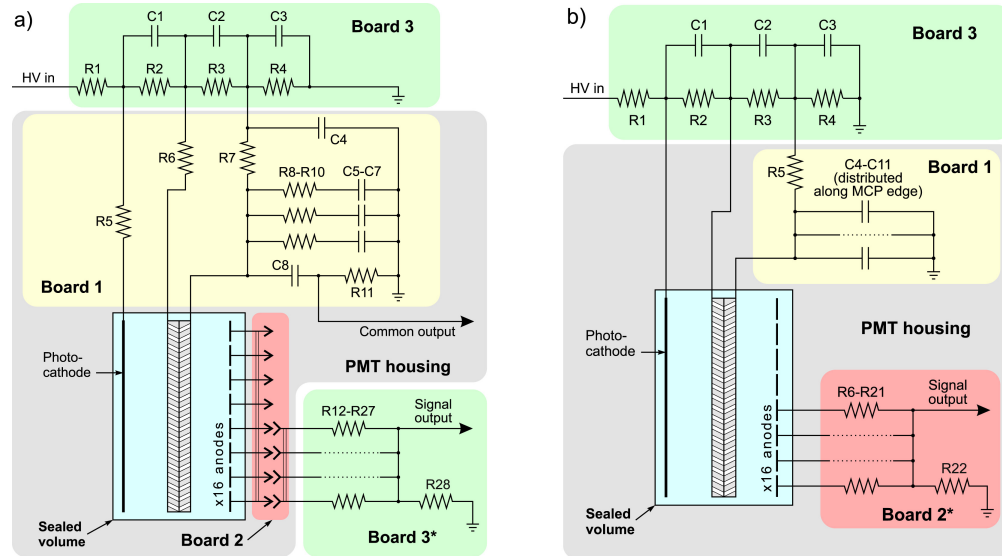 a)
C1 C2 C3
Board 3
HV in
R1 R2 R3 R4
C4
R6 R7
R8-R10 C5-C7
R5
C8
R11
Board 1
Common output
Photo-
cathode
PMT housing
x16 anodes
R12-R27
Signal
output
R28
Sealed
volume
Board 2
Board 3*
b)
C1 C2 C3
Board 3
HV in
R1 R2 R3 R4
Board 1
R5
C4-C11
(distributed
along MCP edge)
PMT housing
Photo-
cathode
x16 anodes
R6-R21
Signal
output
R22
Board 2*
Sealed
volume